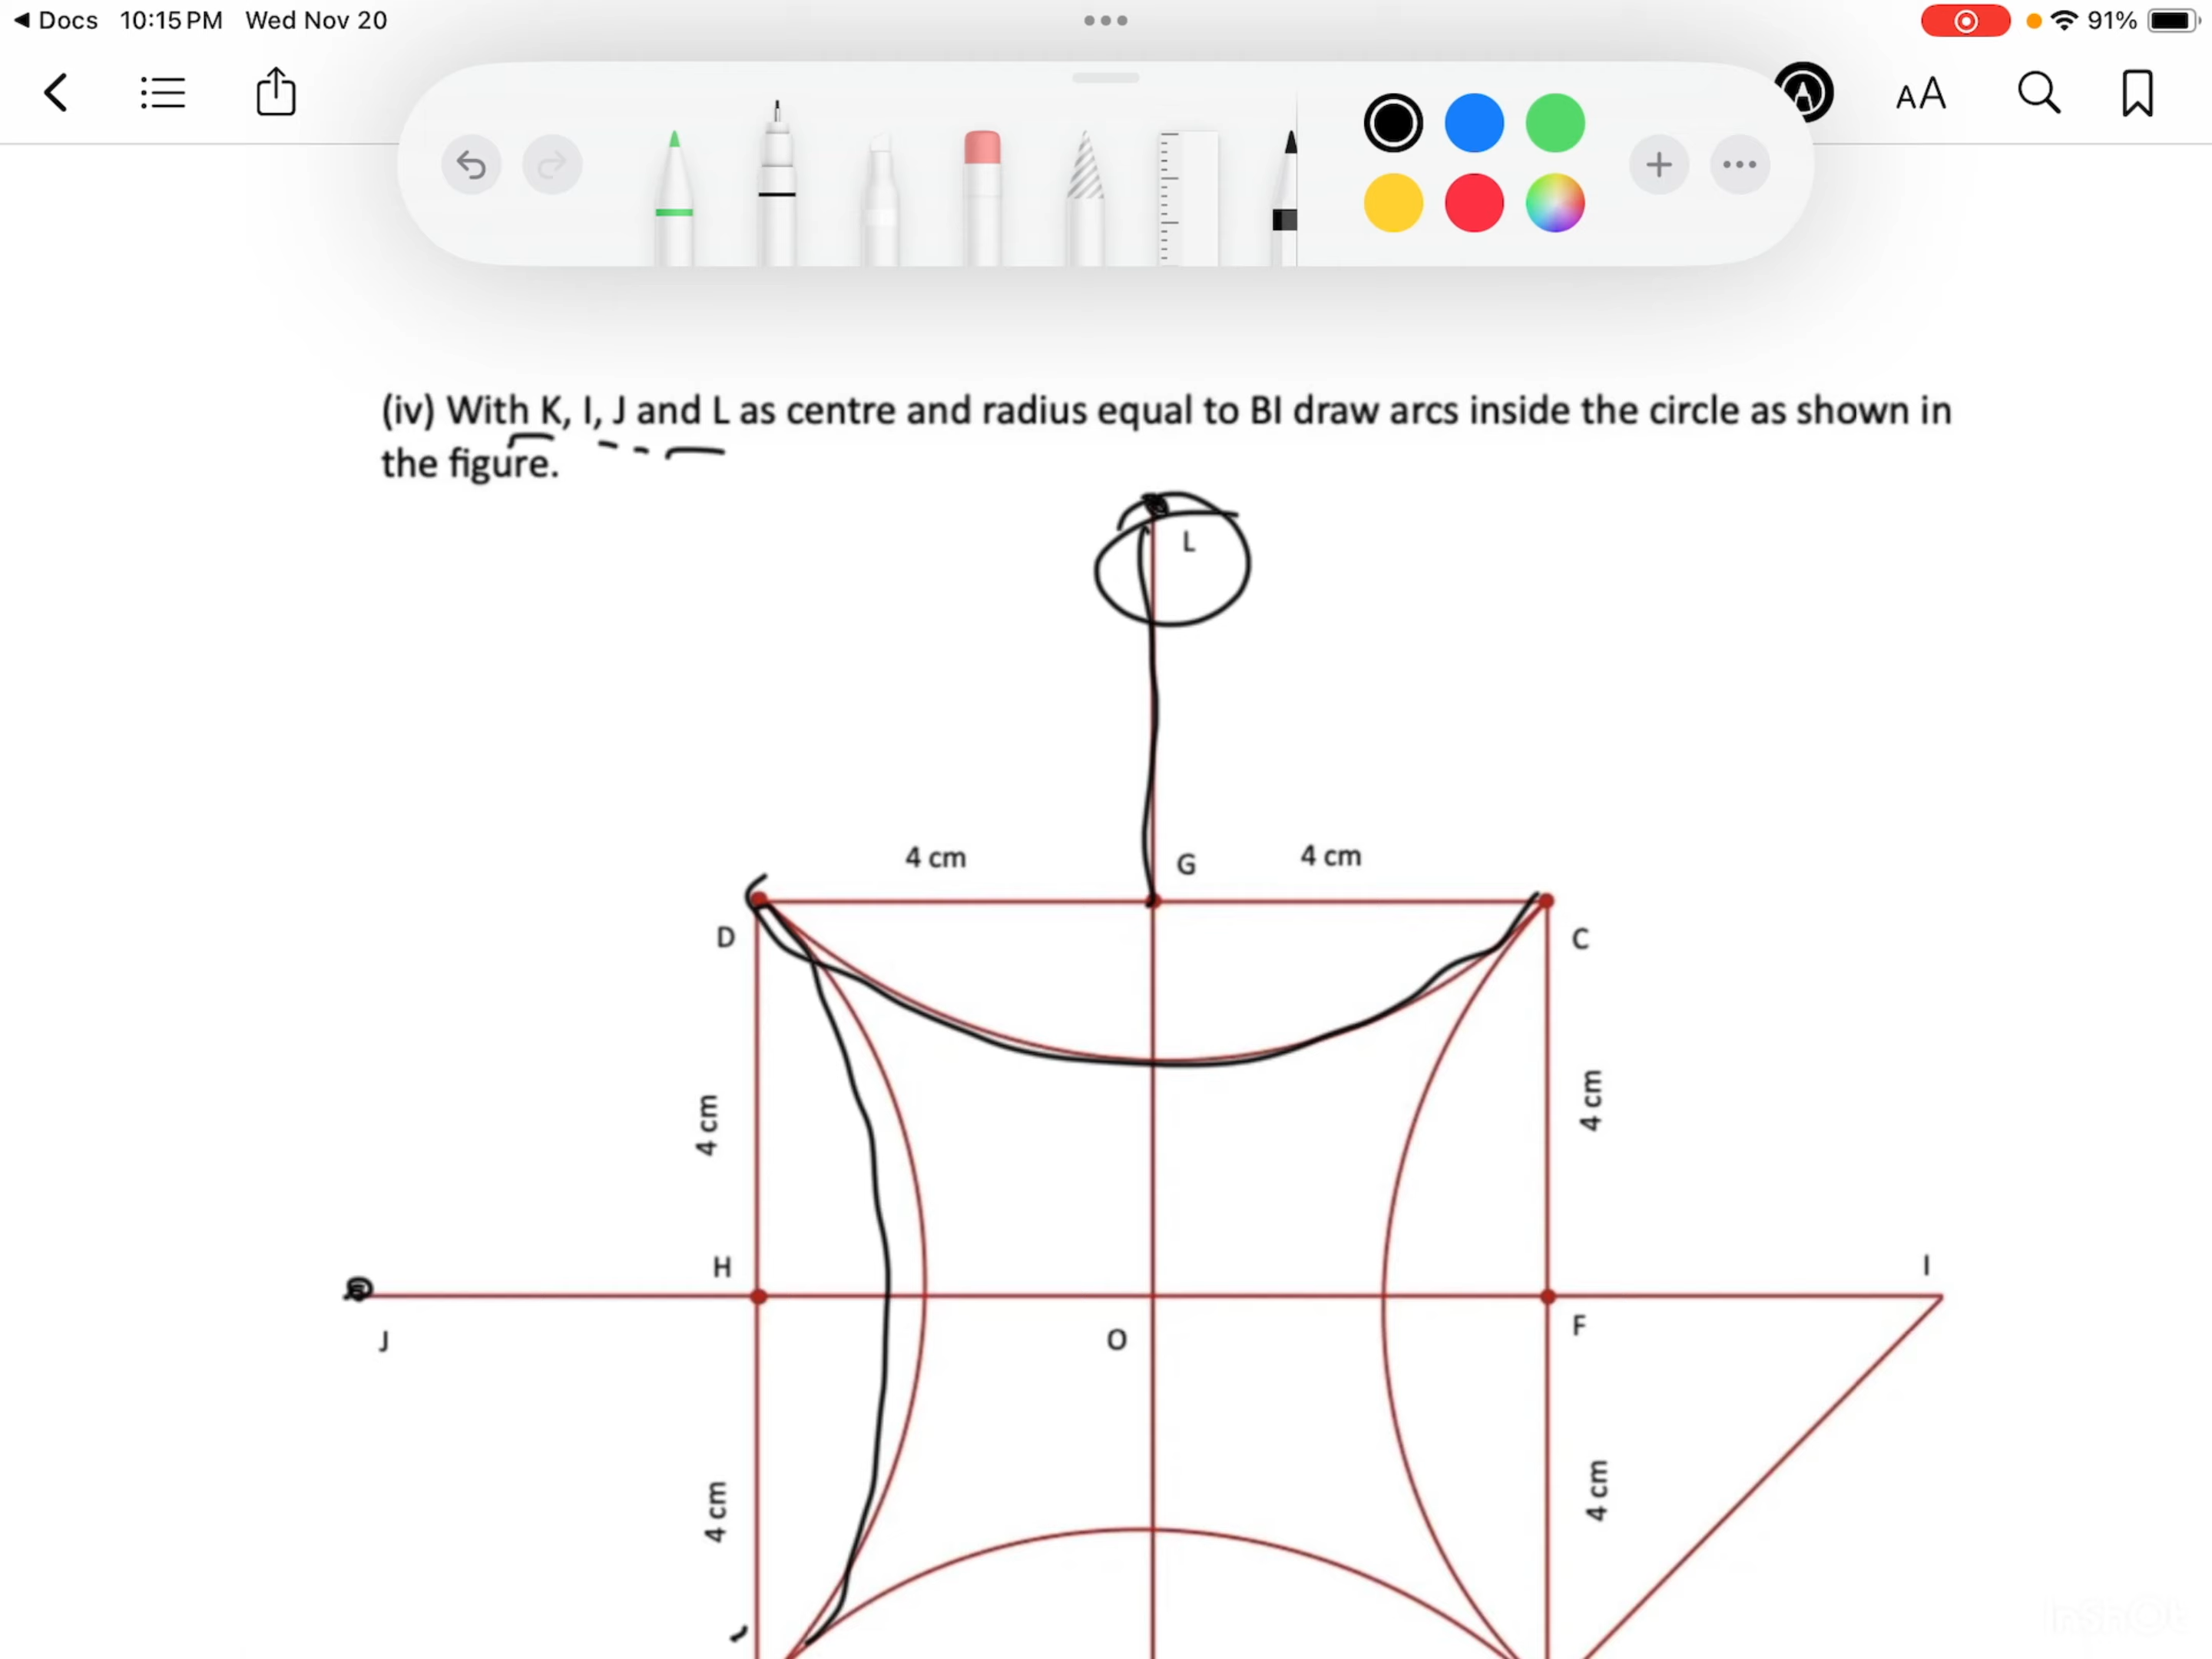 Docs 10:15 PM Wed Nov 20
91%
AA
(iv) With K, I, J and L as centre and radius equal to BI draw arcs inside the circle as shown in
the figure.
L
4 cm
G
4 cm
D
C
4 cm
4 cm
H
I
J
O
F
4 cm
4 cm